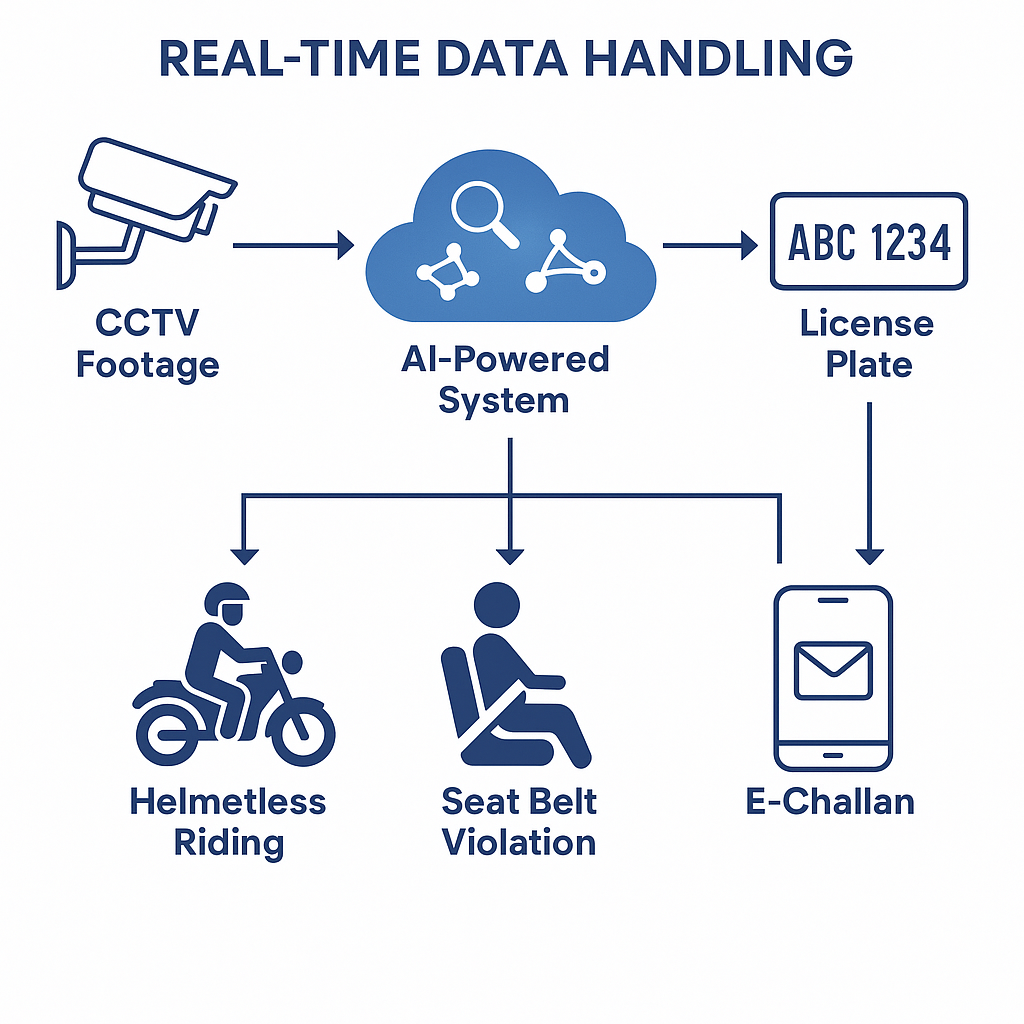 REAL-TIME DATA HANDLING
CCTV
Footage
AI-Powered
System
ABC 1234
License
Plate
Helmetless
Riding
Seat Belt
Violation
E-Challan